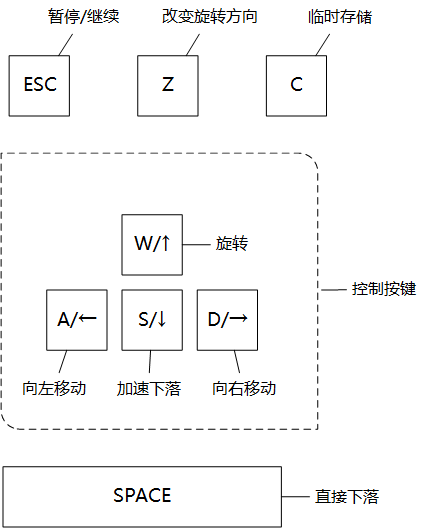 暂停/继续
改变旋转方向
临时存储
ESC
Z
C
W/↑
旋转
控制按键
A/←
S/↓
D/→
向左移动
加速下落
向右移动
SPACE
直接下落